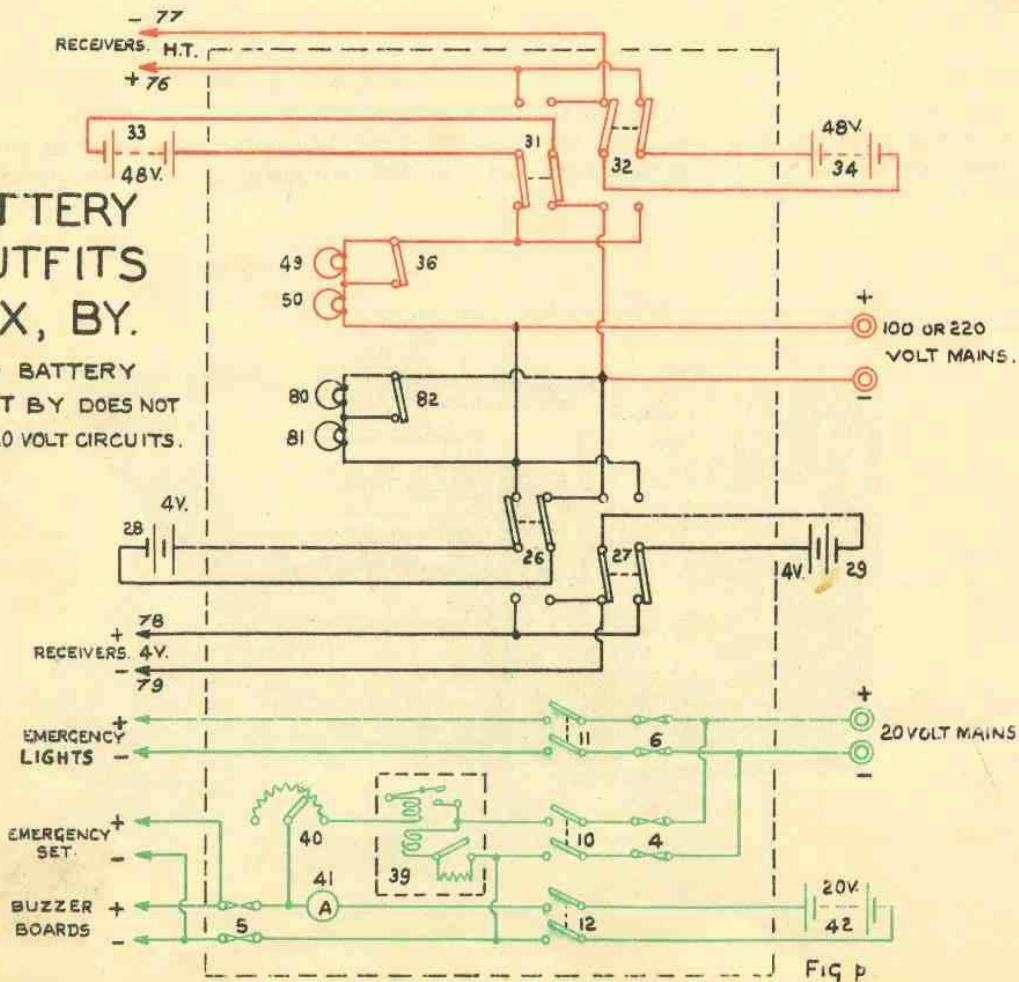 - 77
RECEIVERS. H.T.
+ 76
33
48V.
31
32
48V.
34
TTERY
UTFITS
X, BY.
BATTERY
T BY DOES NOT
0 VOLT CIRCUITS.
49
50
36
+
100 OR 220
VOLT MAINS.
-
80
81
82
4V.
28
26
27
4V.
29
+ 78
RECEIVERS. 4V.
- 79
+
EMERGENCY
LIGHTS -
11
6
+
20 VOLT MAINS
-
+
EMERGENCY
SET.
-
40
39
10
4
41
A
BUZZER +
BOARDS -
5
12
20V.
42
FIG p